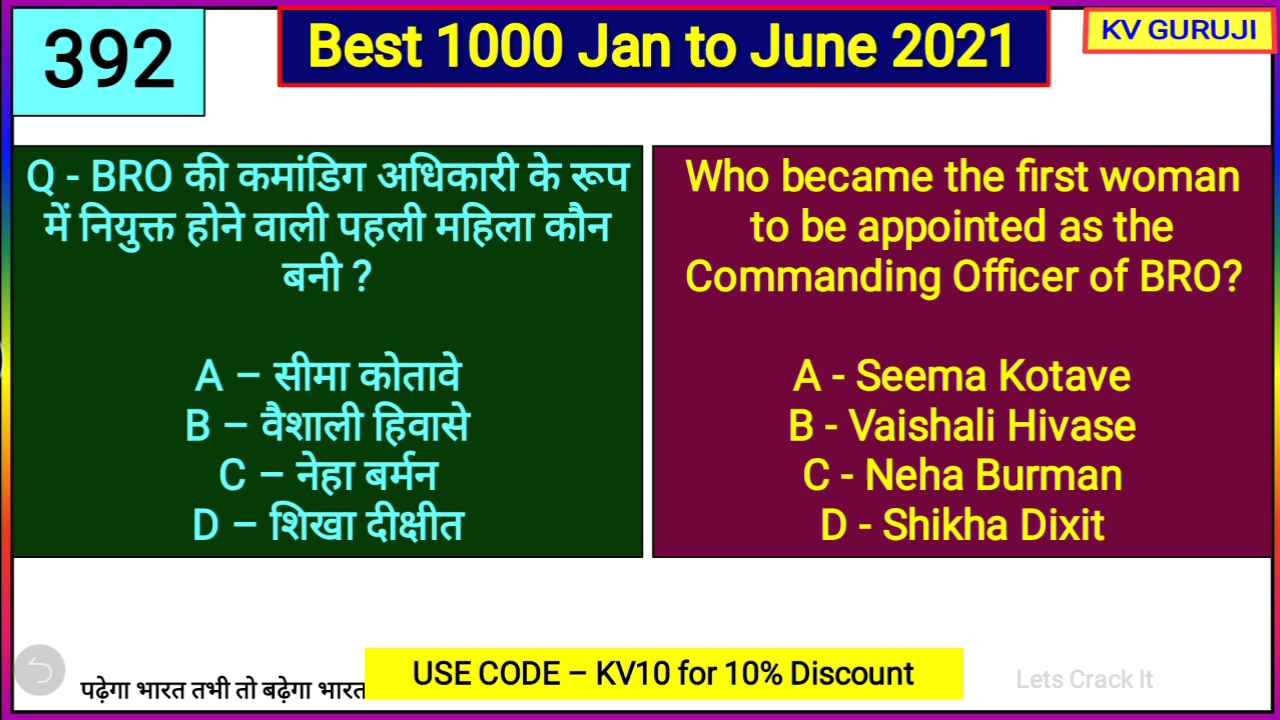 392
Best 1000 Jan to June 2021
KV GURUJI
Q - BRO की कमांडिग अधिकारी के रूप
में नियुक्त होने वाली पहली महिला कौन
बनी ?
A – सीमा कोतावे
B – वैशाली हिवासे
C – नेहा बर्मन
D – शिखा दीक्षीत
Who became the first woman
to be appointed as the
Commanding Officer of BRO?
A - Seema Kotave
B - Vaishali Hivase
C - Neha Burman
D - Shikha Dixit
पढ़ेगा भारत तभी तो बढ़ेगा भारत
USE CODE – KV10 for 10% Discount
Lets Crack It